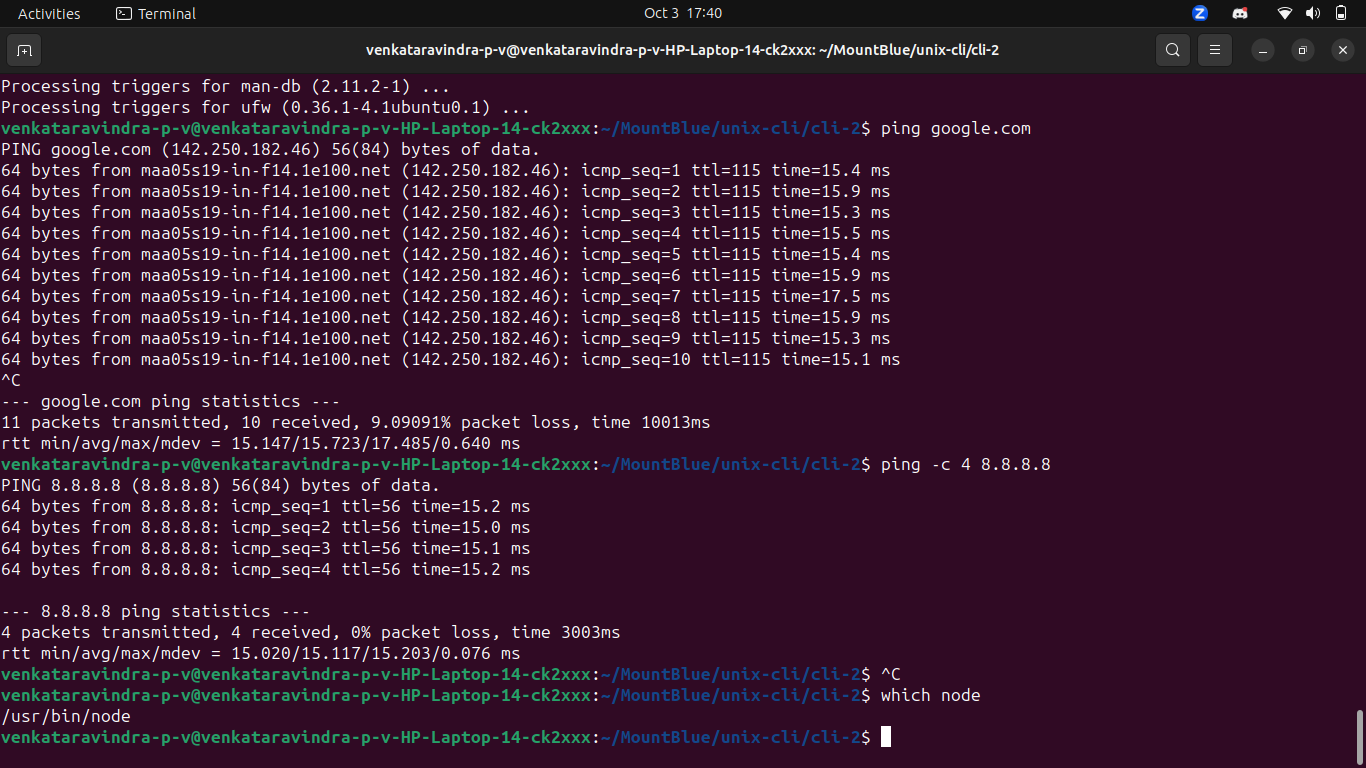 Activities Terminal Oct 3 17:40 Z
venkataravindra-p-v@venkataravindra-p-v-HP-Laptop-14-ck2xxx: ~/MountBlue/unix-cli/cli-2
Processing triggers for man-db (2.11.2-1) ...
Processing triggers for ufw (0.36.1-4.1ubuntu0.1) ...
venkataravindra-p-v@venkataravindra-p-v-HP-Laptop-14-ck2xxx:~/MountBlue/unix-cli/cli-2$ ping google.com
PING google.com (142.250.182.46) 56(84) bytes of data.
64 bytes from maa05s19-in-f14.1e100.net (142.250.182.46): icmp_seq=1 ttl=115 time=15.4 ms
64 bytes from maa05s19-in-f14.1e100.net (142.250.182.46): icmp_seq=2 ttl=115 time=15.9 ms
64 bytes from maa05s19-in-f14.1e100.net (142.250.182.46): icmp_seq=3 ttl=115 time=15.3 ms
64 bytes from maa05s19-in-f14.1e100.net (142.250.182.46): icmp_seq=4 ttl=115 time=15.5 ms
64 bytes from maa05s19-in-f14.1e100.net (142.250.182.46): icmp_seq=5 ttl=115 time=15.4 ms
64 bytes from maa05s19-in-f14.1e100.net (142.250.182.46): icmp_seq=6 ttl=115 time=15.9 ms
64 bytes from maa05s19-in-f14.1e100.net (142.250.182.46): icmp_seq=7 ttl=115 time=17.5 ms
64 bytes from maa05s19-in-f14.1e100.net (142.250.182.46): icmp_seq=8 ttl=115 time=15.9 ms
64 bytes from maa05s19-in-f14.1e100.net (142.250.182.46): icmp_seq=9 ttl=115 time=15.3 ms
64 bytes from maa05s19-in-f14.1e100.net (142.250.182.46): icmp_seq=10 ttl=115 time=15.1 ms
^C
--- google.com ping statistics ---
11 packets transmitted, 10 received, 9.09091% packet loss, time 10013ms
rtt min/avg/max/mdev = 15.147/15.723/17.485/0.640 ms
venkataravindra-p-v@venkataravindra-p-v-HP-Laptop-14-ck2xxx:~/MountBlue/unix-cli/cli-2$ ping -c 4 8.8.8.8
PING 8.8.8.8 (8.8.8.8) 56(84) bytes of data.
64 bytes from 8.8.8.8: icmp_seq=1 ttl=56 time=15.2 ms
64 bytes from 8.8.8.8: icmp_seq=2 ttl=56 time=15.0 ms
64 bytes from 8.8.8.8: icmp_seq=3 ttl=56 time=15.1 ms
64 bytes from 8.8.8.8: icmp_seq=4 ttl=56 time=15.2 ms
--- 8.8.8.8 ping statistics ---
4 packets transmitted, 4 received, 0% packet loss, time 3003ms
rtt min/avg/max/mdev = 15.020/15.117/15.203/0.076 ms
venkataravindra-p-v@venkataravindra-p-v-HP-Laptop-14-ck2xxx:~/MountBlue/unix-cli/cli-2$ ^C
venkataravindra-p-v@venkataravindra-p-v-HP-Laptop-14-ck2xxx:~/MountBlue/unix-cli/cli-2$ which node
/usr/bin/node
venkataravindra-p-v@venkataravindra-p-v-HP-Laptop-14-ck2xxx:~/MountBlue/unix-cli/cli-2$